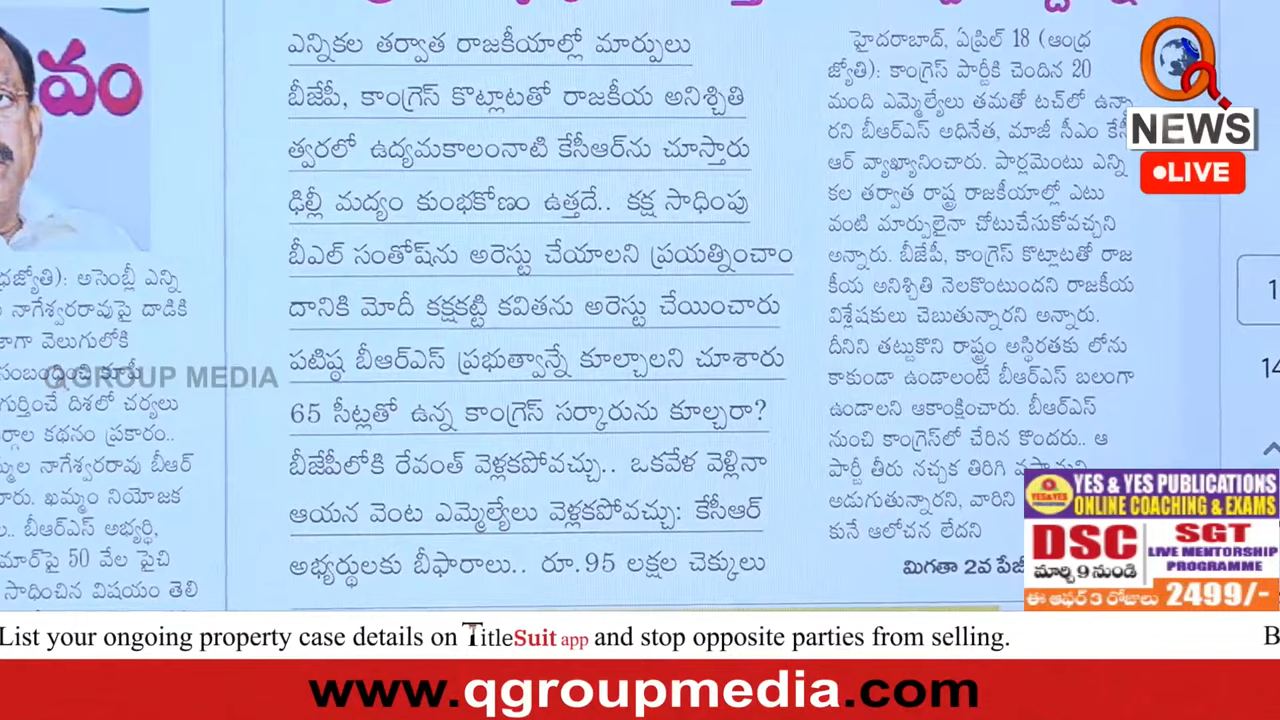 వం
ధ్రజ్యోతి): అసెంబ్లీ ఎన్ని
నాగేశ్వరరావుపై దాడికి
జాగా వెలుగులోకి
గుర్తించే దిశలో చర్యలు
ర్గాల కథనం ప్రకారం..
మ్మల నాగేశ్వరరావు బీఆర్
రారు. ఖమ్మం నియోజక
బీఆర్ఎస్ అభ్యర్థి,
మార్‌పై 50 వేల పైచి
సాధించిన విషయం తెలి
Q GROUP MEDIA
ఎన్నికల తర్వాత రాజకీయాల్లో మార్పులు
బీజేపీ, కాంగ్రెస్ కొట్లాటతో రాజకీయ అనిశ్చితి
త్వరలో ఉద్యమకాలంనాటి కేసీఆర్‌ను చూస్తారు
ఢిల్లీ మద్యం కుంభకోణం ఉత్తదే.. కక్ష సాధింపు
బీఎల్ సంతోష్‌ను అరెస్టు చేయాలని ప్రయత్నించాం
దానికి మోదీ కక్షకట్టి కవితను అరెస్టు చేయించారు
పటిష్ఠ బీఆర్ఎస్ ప్రభుత్వాన్నే కూల్చాలని చూశారు
65 సీట్లతో ఉన్న కాంగ్రెస్ సర్కారును కూల్చరా?
బీజేపీలోకి రేవంత్ వెళ్లకపోవచ్చు.. ఒకవేళ వెళ్లినా
ఆయన వెంట ఎమ్మెల్యేలు వెళ్లకపోవచ్చు: కేసీఆర్
అభ్యర్థులకు బీఫారాలు.. రూ.95 లక్షల చెక్కులు
హైదరాబాద్, ఏప్రిల్ 18 (ఆంధ్ర
జ్యోతి): కాంగ్రెస్ పార్టీకి చెందిన 20
మంది ఎమ్మెల్యేలు తమతో టచ్‌లో ఉన్నా
రని బీఆర్ఎస్ అధినేత, మాజీ సీఎం కేసీ
ఆర్ వ్యాఖ్యానించారు. పార్లమెంటు ఎన్ని
కల తర్వాత రాష్ట్ర రాజకీయాల్లో ఎటు
వంటి మార్పులైనా చోటుచేసుకోవచ్చని
అన్నారు. బీజేపీ, కాంగ్రెస్ కొట్లాటతో రాజ
కీయ అనిశ్చితి నెలకొంటుందని రాజకీయ
విశ్లేషకులు చెబుతున్నారని అన్నారు.
దీనిని తట్టుకొని రాష్ట్రం అస్థిరతకు లోను
కాకుండా ఉండాలంటే బీఆర్ఎస్ బలంగా
ఉండాలని ఆకాంక్షించారు. బీఆర్ఎస్
నుంచి కాంగ్రెస్‌లో చేరిన కొందరు.. ఆ
పార్టీ తీరు నచ్చక తిరిగి
అడుగుతున్నారని, వారిని
కునే ఆలోచన లేదని
మిగతా 2వ పేజీ
Q
NEWS
LIVE
1
14
YES & YES PUBLICATIONS
ONLINE COACHING & EXAMS
YES&YES
DSC
మార్చి 9 నుండి
SGT
LIVE MENTORSHIP
PROGRAMME
ఈ ఆఫర్ 3 రోజులు 2499/-
List your ongoing property case details on TitleSuit app and stop opposite parties from selling.
B
www.qgroupmedia.com